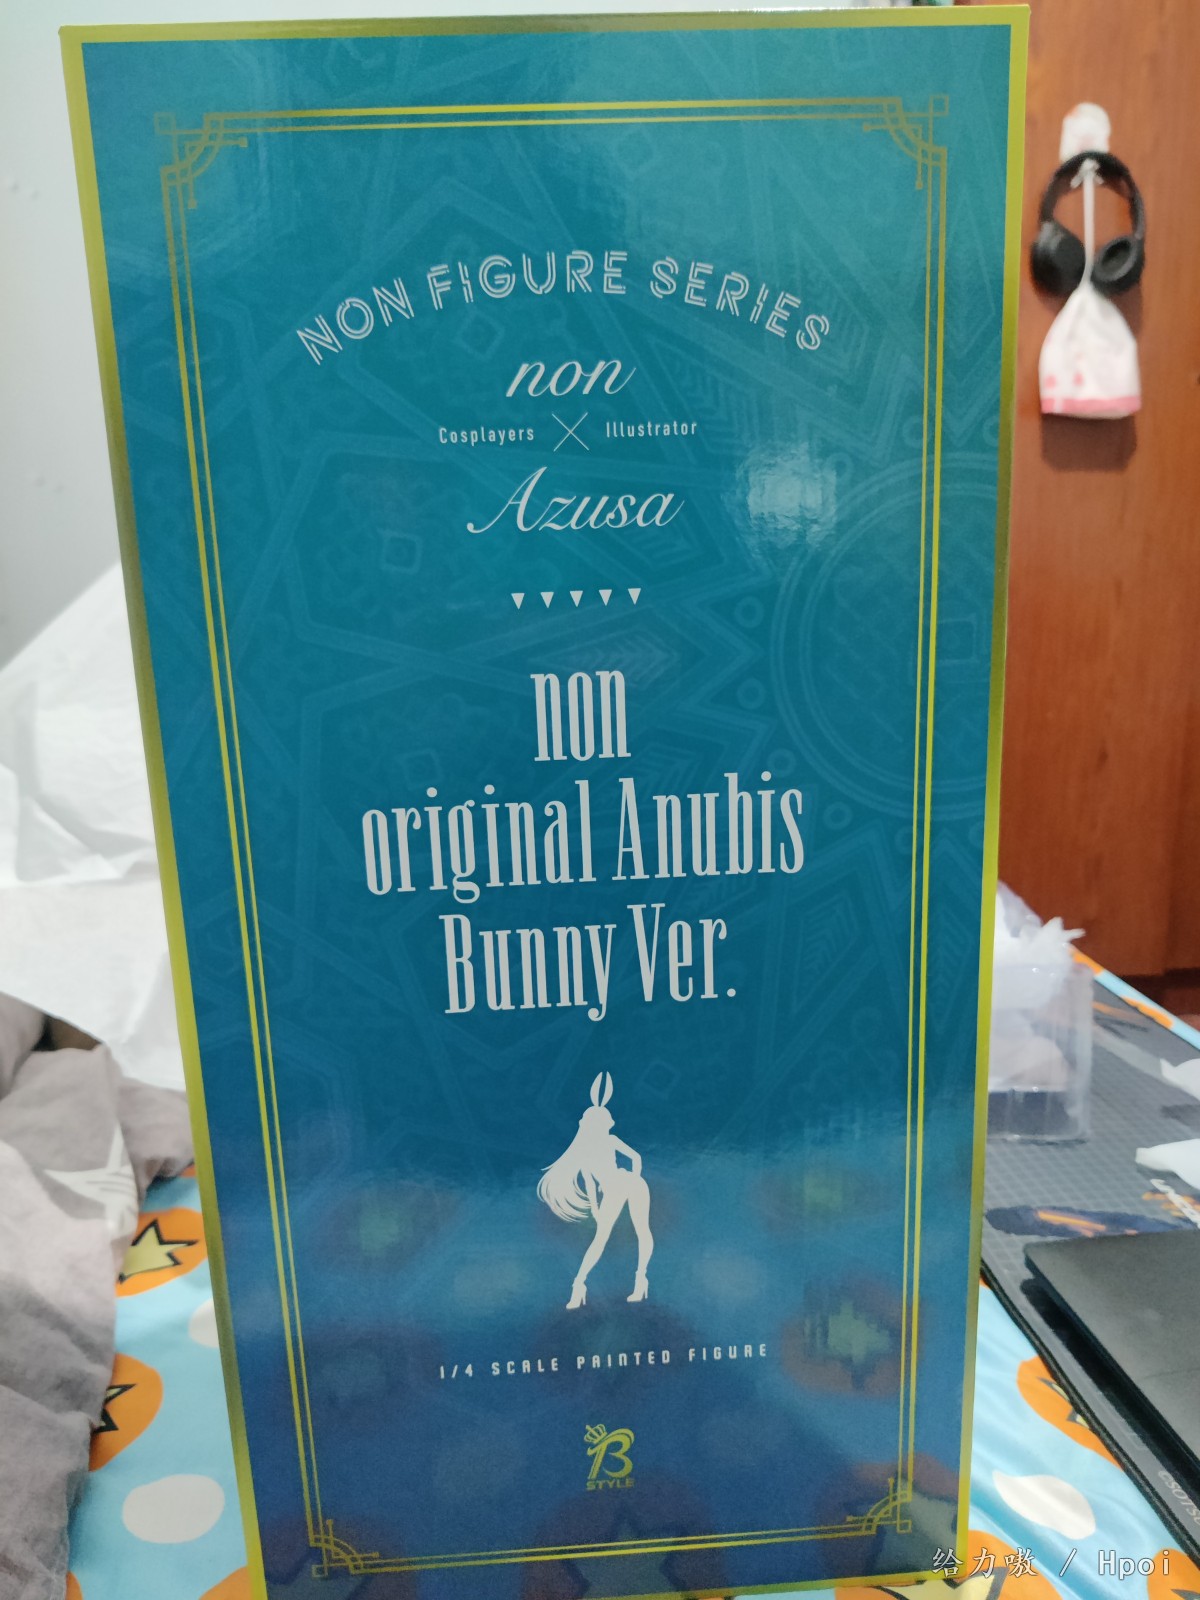 NON FIGURE SERIES
non
Cosplayers × Illustrator
Azusa
non
original Anubis
Bunny Ver.
1/4 SCALE PAINTED FIGURE
B
STYLE
给力嗷 / Hpoi